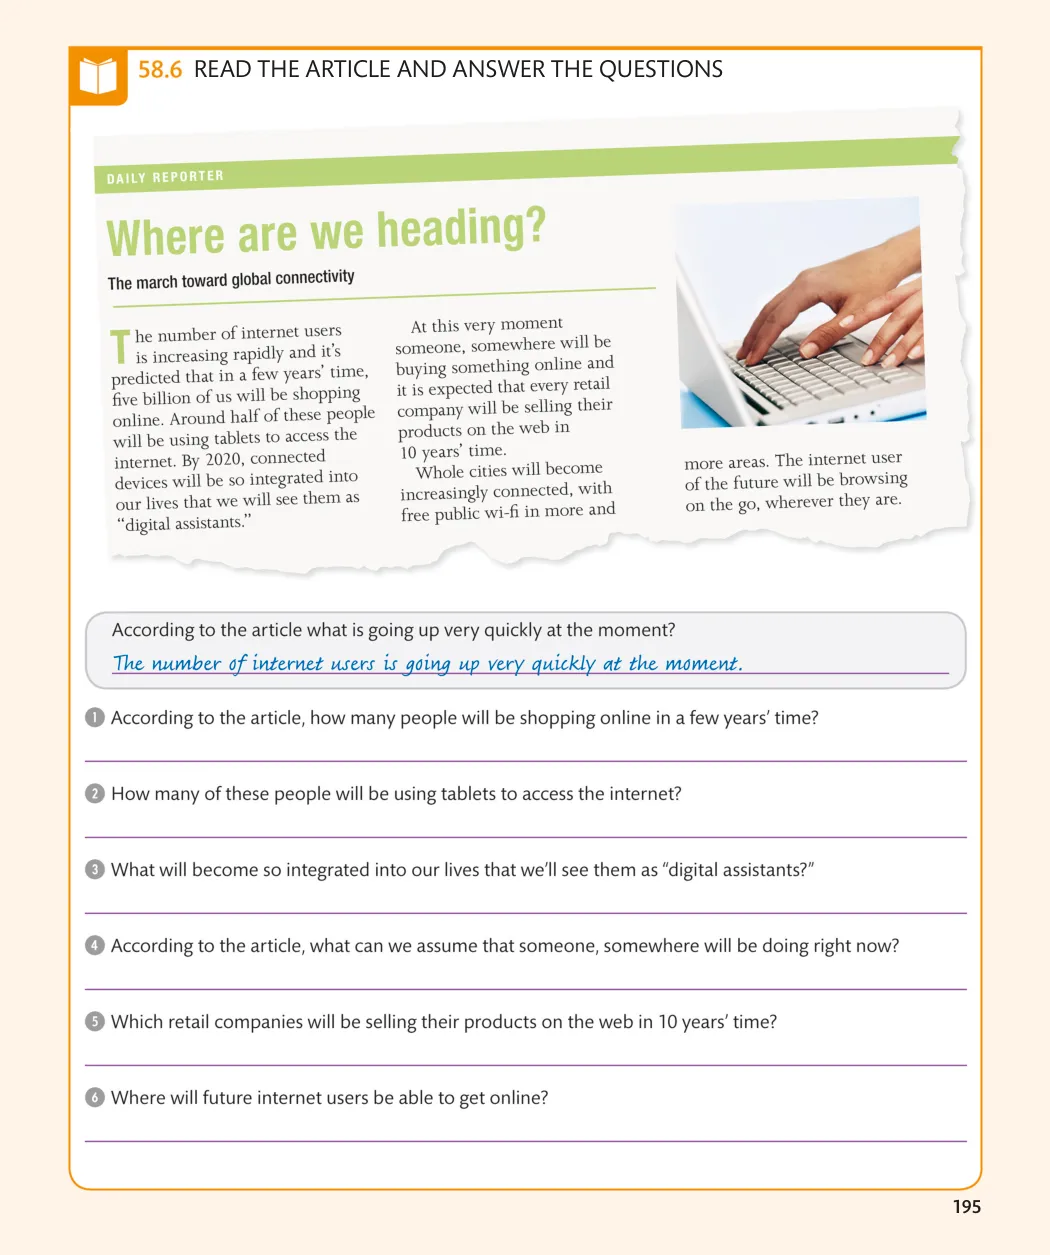 58.6 READ THE ARTICLE AND ANSWER THE QUESTIONS
DAILY REPORTER
Where are we heading?
The march toward global connectivity
The number of internet users
is increasing rapidly and it's
predicted that in a few years' time,
five billion of us will be shopping
online. Around half of these people
will be using tablets to access the
internet. By 2020, connected
devices will be so integrated into
our lives that we will see them as
“digital assistants.”
At this very moment
someone, somewhere will be
buying something online and
it is expected that every retail
company will be selling their
products on the web in
10 years' time.
Whole cities will become
increasingly connected, with
free public wi-fi in more and
more areas. The internet user
of the future will be browsing
on the go, wherever they are.
According to the article what is going up very quickly at the moment?
The number of internet users is going up very quickly at the moment.
1 According to the article, how many people will be shopping online in a few years' time?
2 How many of these people will be using tablets to access the internet?
3 What will become so integrated into our lives that we'll see them as “digital assistants?”
4 According to the article, what can we assume that someone, somewhere will be doing right now?
5 Which retail companies will be selling their products on the web in 10 years' time?
6 Where will future internet users be able to get online?
195